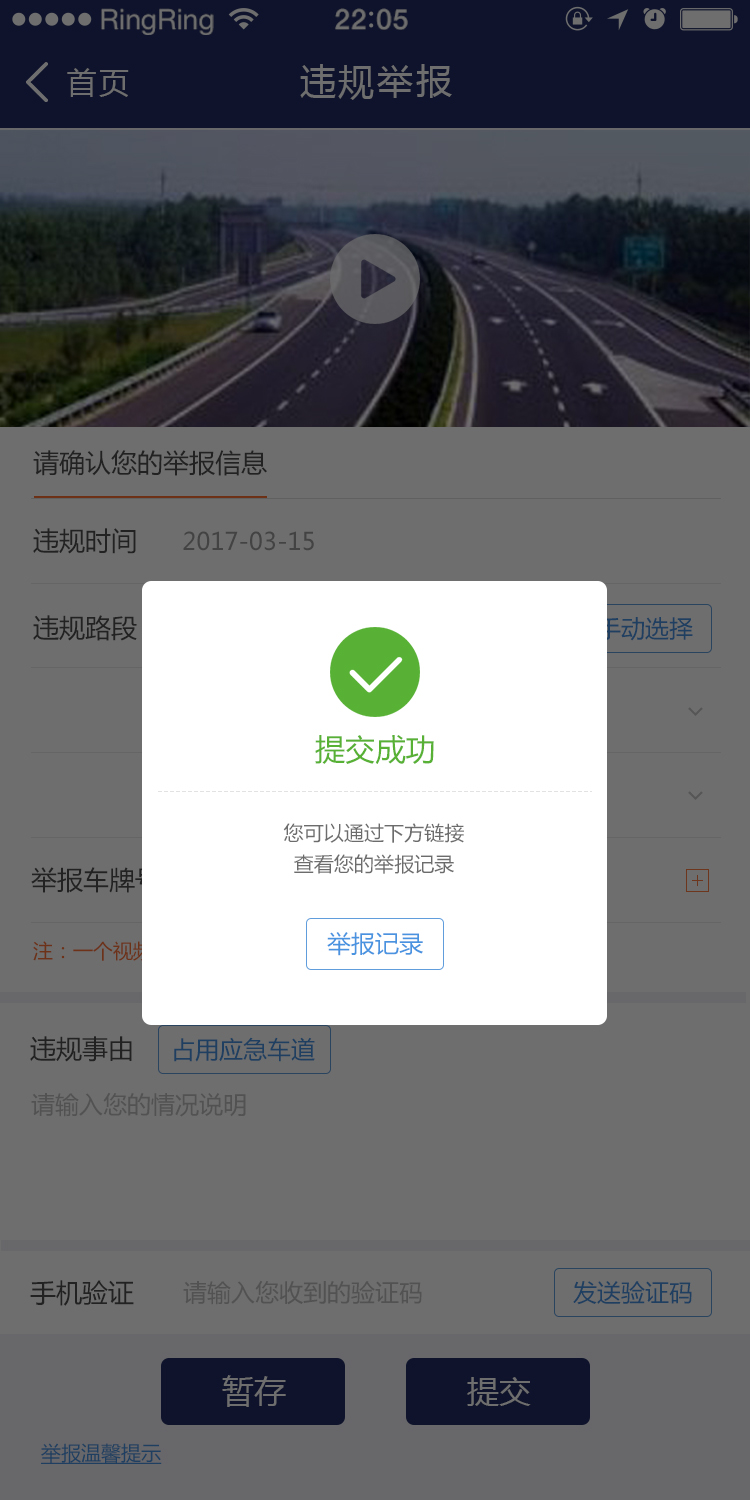 RingRing 22:05
首页 违规举报
请确认您的举报信息
违规时间 2017-03-15
违规路段 手动选择
提交成功
您可以通过下方链接
查看您的举报记录
举报车牌
举报记录
注：一个视
违规事由 占用应急车道
请输入您的情况说明
手机验证 请输入您收到的验证码 发送验证码
暂存 提交
举报温馨提示